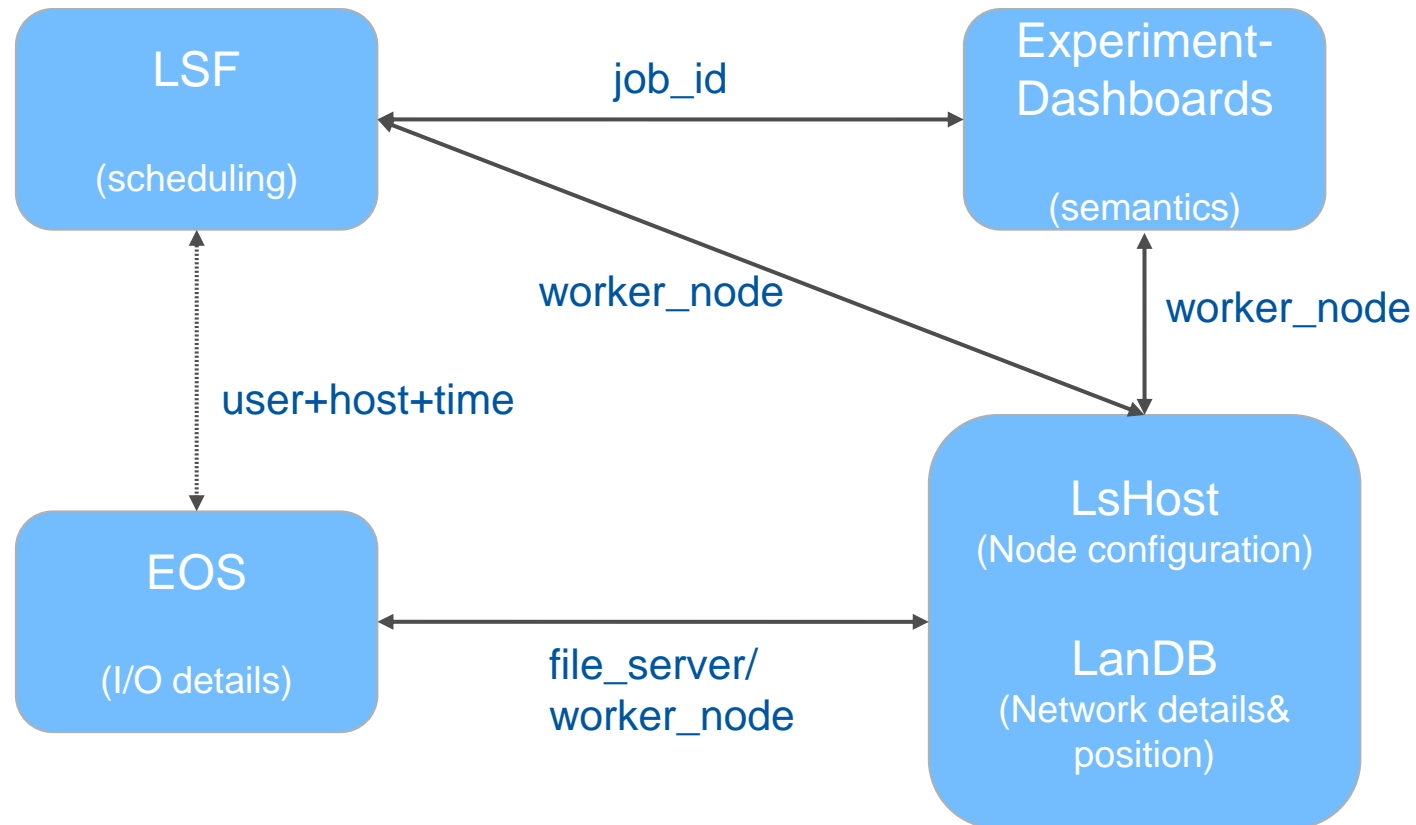 LSF
(scheduling)
job_id
Experiment-
Dashboards
(semantics)
worker_node
worker_node
user+host+time
EOS
(I/O details)
file_server/
worker_node
LsHost
(Node configuration)
LanDB
(Network details&
position)